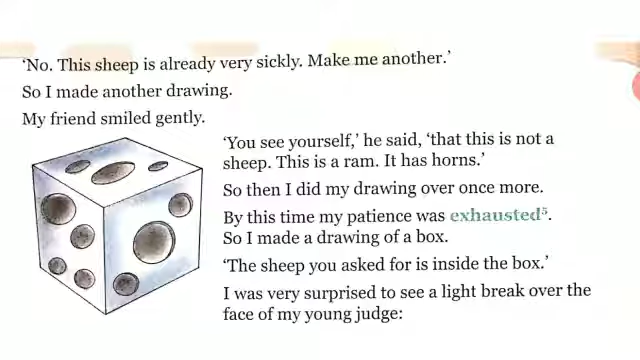 ‘No. This sheep is already very sickly. Make me another.’
So I made another drawing.
My friend smiled gently.
‘You see yourself,’ he said, ‘that this is not a
sheep. This is a ram. It has horns.’
So then I did my drawing over once more.
By this time my patience was exhausted⁵.
So I made a drawing of a box.
‘The sheep you asked for is inside the box.’
I was very surprised to see a light break over the
face of my young judge: